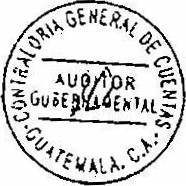 CONTRALORIA GENERAL DE CUENTAS
AUDITOR
GUBERNAMENTAL
GUATEMALA, C.A.